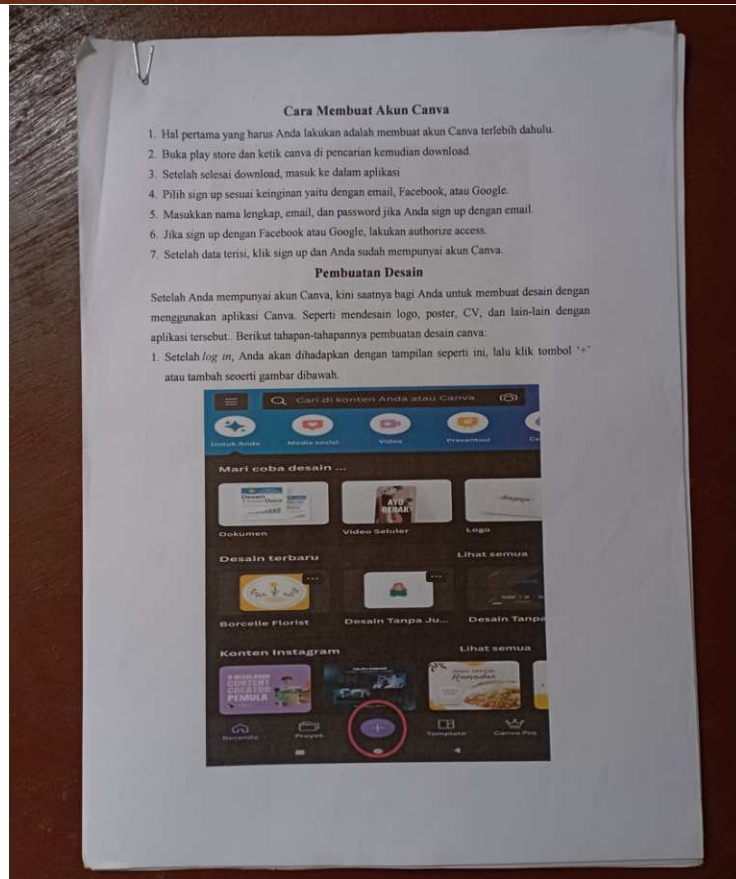 Cara Membuat Akun Canva
1. Hal pertama yang harus Anda lakukan adalah membuat akun Canva terlebih dahulu.
2. Buka play store dan ketik canva di pencarian kemudian download.
3. Setelah selesai download, masuk ke dalam aplikasi
4. Pilih sign up sesuai keinginan yaitu dengan email, Facebook, atau Google.
5. Masukkan nama lengkap, email, dan password jika Anda sign up dengan email.
6. Jika sign up dengan Facebook atau Google, lakukan authorize access.
7. Setelah data terisi, klik sign up dan Anda sudah mempunyai akun Canva.
Pembuatan Desain
Setelah Anda mempunyai akun Canva, kini saatnya bagi Anda untuk membuat desain dengan
menggunakan aplikasi Canva. Seperti mendesain logo, poster, CV, dan lain-lain dengan
aplikasi tersebut.. Berikut tahapan-tahapannya pembuatan desain canva:
1. Setelah log in, Anda akan dihadapkan dengan tampilan seperti ini, lalu klik tombol ‘+’
atau tambah seoerti gambar dibawah.
Cari di konten Anda atau Canva
Untuk Anda Media sosial Video Presentasi
Mari coba desain ...
AYO
GERAK
Dokumen Video Seluler Logo
Desain terbaru Lihat semua
Borcelle Florist Desain Tanpa Ju... Desain Tanpa
Konten Instagram Lihat semua
CONTENT
CREATOR
PEMULA
Ramadan
Beranda Proyek + Template Canva Pro